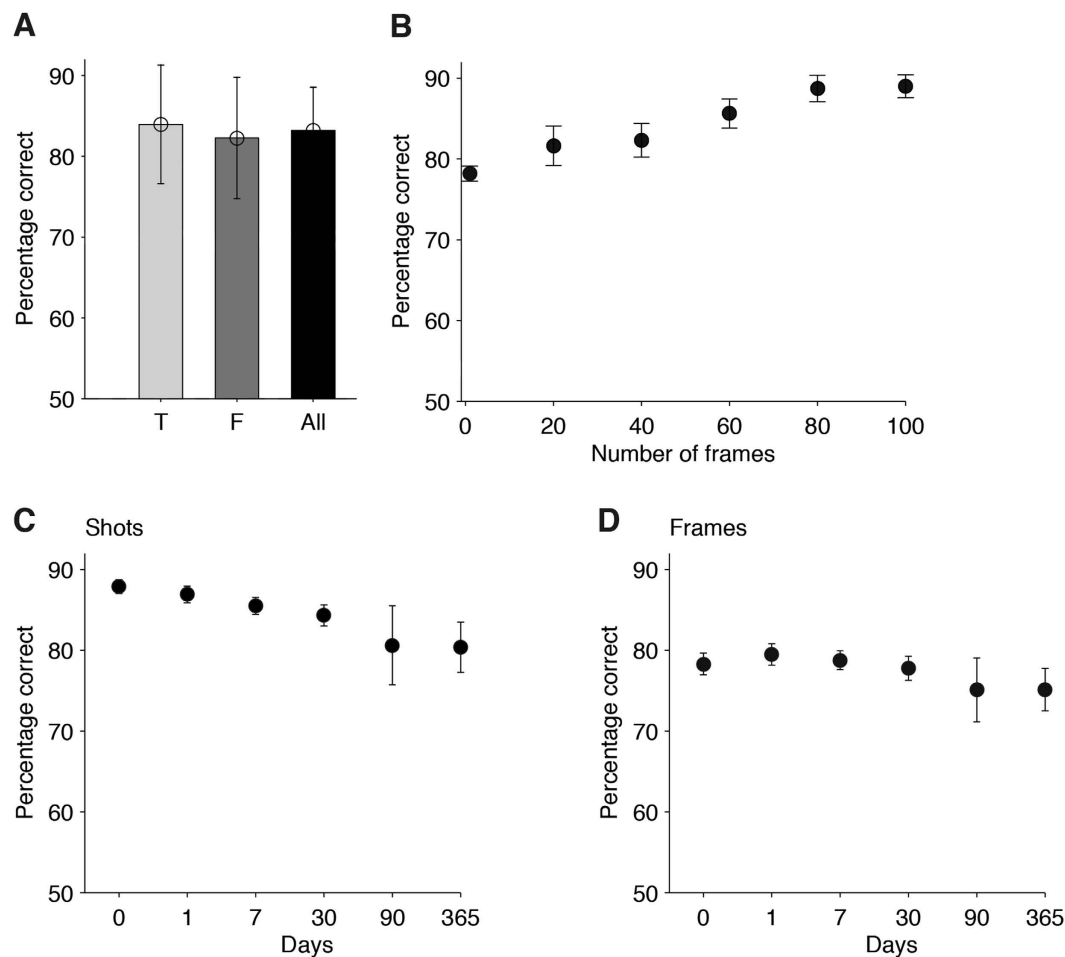 A
Percentage correct
90
80
70
60
50
T F All
B
Percentage correct
90
80
70
60
50
0 20 40 60 80 100
Number of frames
C Shots
Percentage correct
90
80
70
60
50
0 1 7 30 90 365
Days
D Frames
Percentage correct
90
80
70
60
50
0 1 7 30 90 365
Days